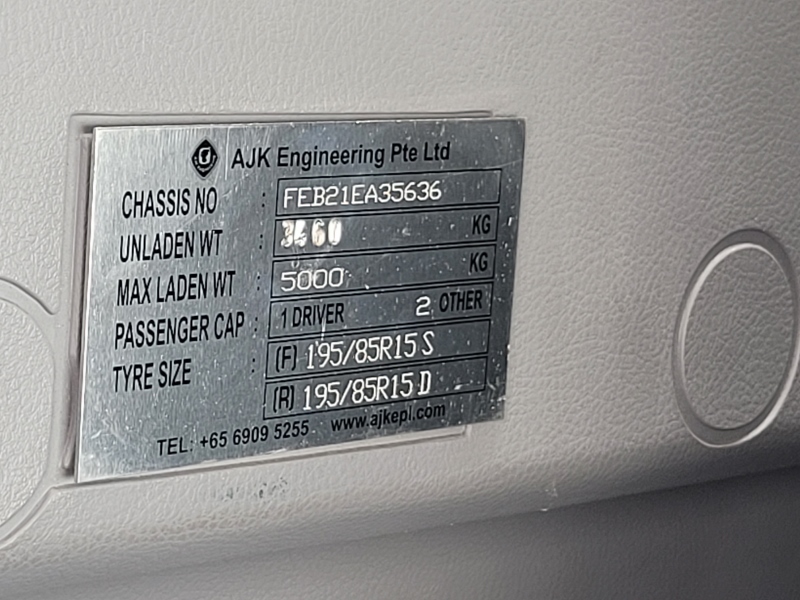 AJK Engineering Pte Ltd
CHASSIS NO : FEB21EA35636
UNLADEN WT : 3460 KG
MAX LADEN WT : 5000 KG
PASSENGER CAP : 1 DRIVER 2 OTHER
TYRE SIZE : (F) 195/85R15 S
(R) 195/85R15 D
TEL: +65 6909 5255 www.ajkepl.com